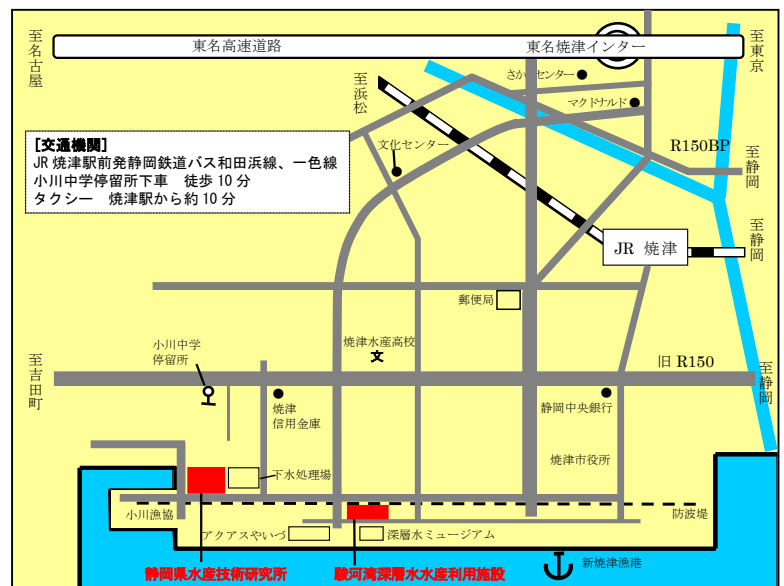 至名古屋
東名高速道路
東名焼津インター
至東京
至浜松
さかなセンター
マクドナルド
[交通機関]
JR 焼津駅前発静岡鉄道バス和田浜線、一色線
小川中学停留所下車　徒歩 10 分
タクシー　焼津駅から約 10 分
文化センター
R150BP
至静岡
JR 焼津
至静岡
郵便局
小川中学
停留所
焼津水産高校
文
旧 R150
至吉田町
至静岡
焼津
信用金庫
静岡中央銀行
焼津市役所
下水処理場
小川漁協
防波堤
アクアスやいづ
深層水ミュージアム
新焼津漁港
静岡県水産技術研究所
駿河湾深層水水産利用施設